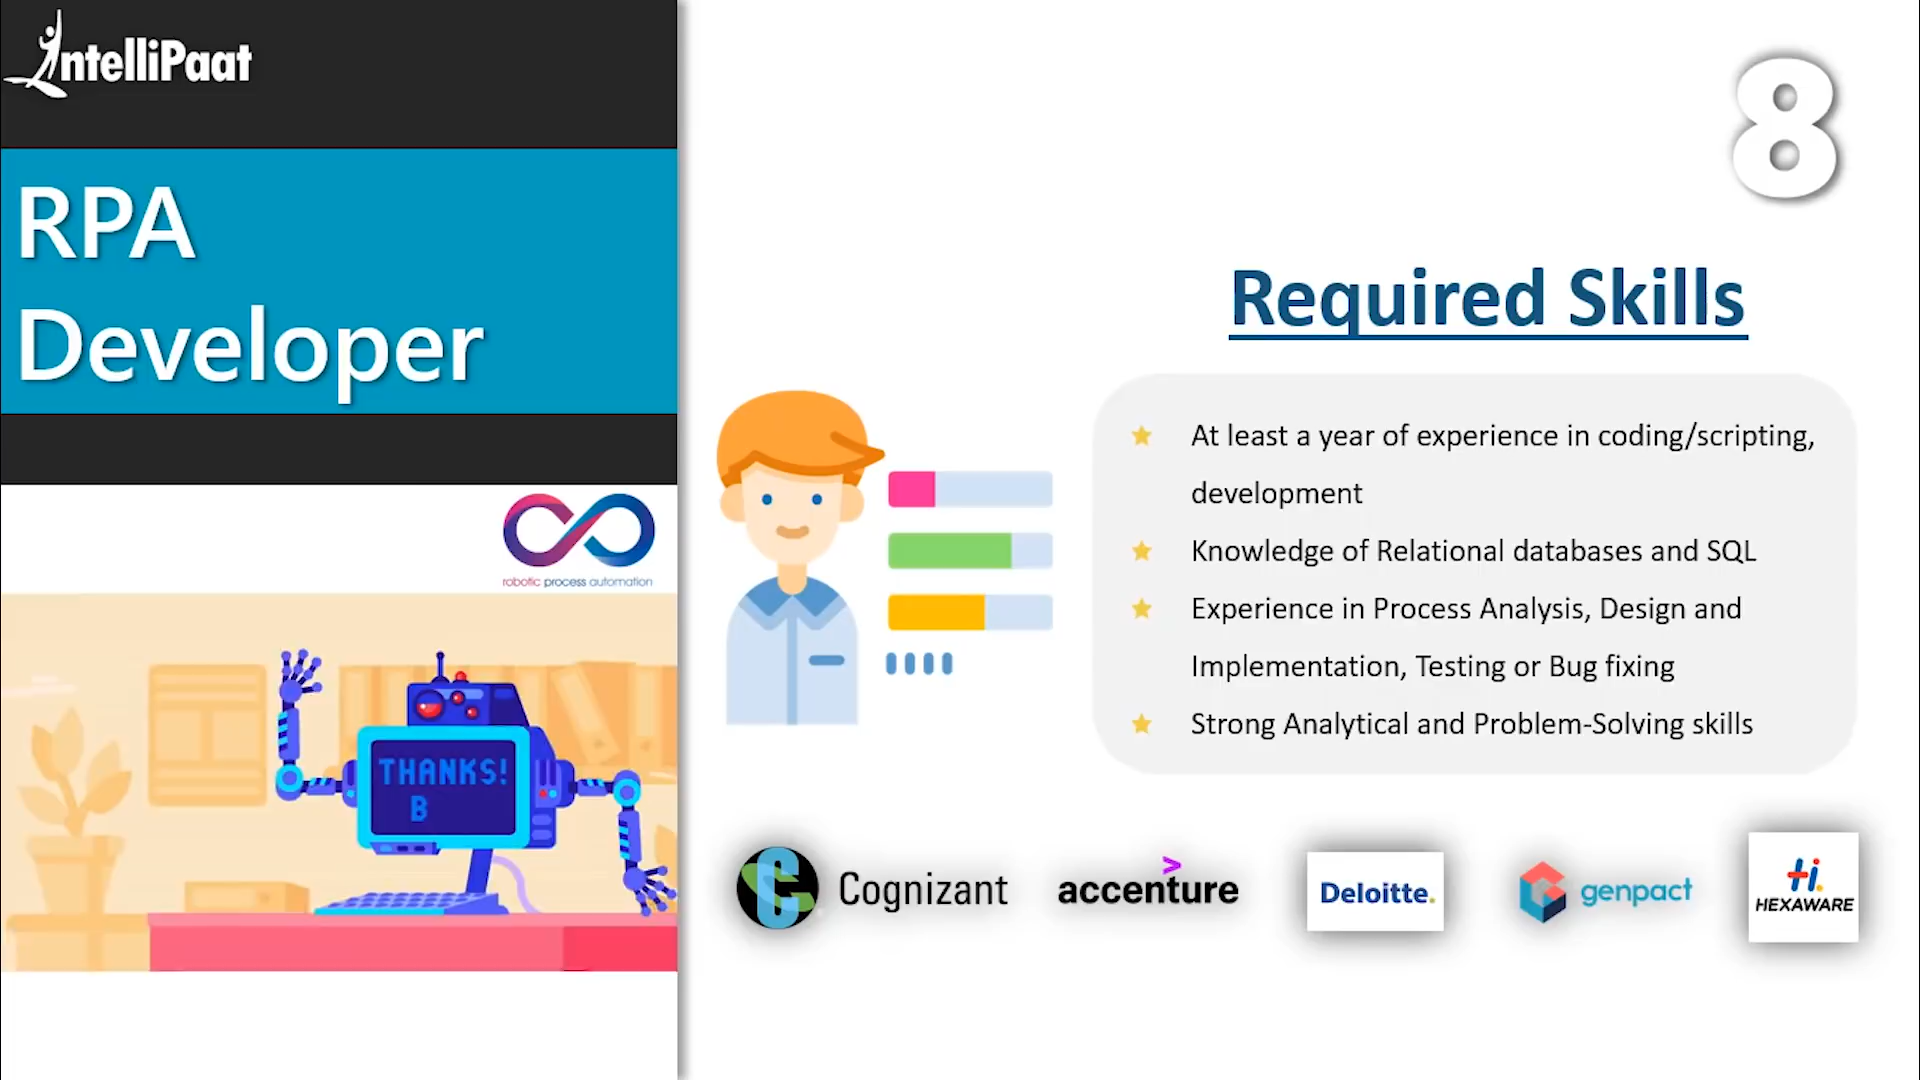 IntelliPaat
RPA
Developer
robotic process automation
THANKS!
B
8
Required Skills
At least a year of experience in coding/scripting,
development
Knowledge of Relational databases and SQL
Experience in Process Analysis, Design and
Implementation, Testing or Bug fixing
Strong Analytical and Problem-Solving skills
Cognizant
accenture
Deloitte.
genpact
Hi.
HEXAWARE